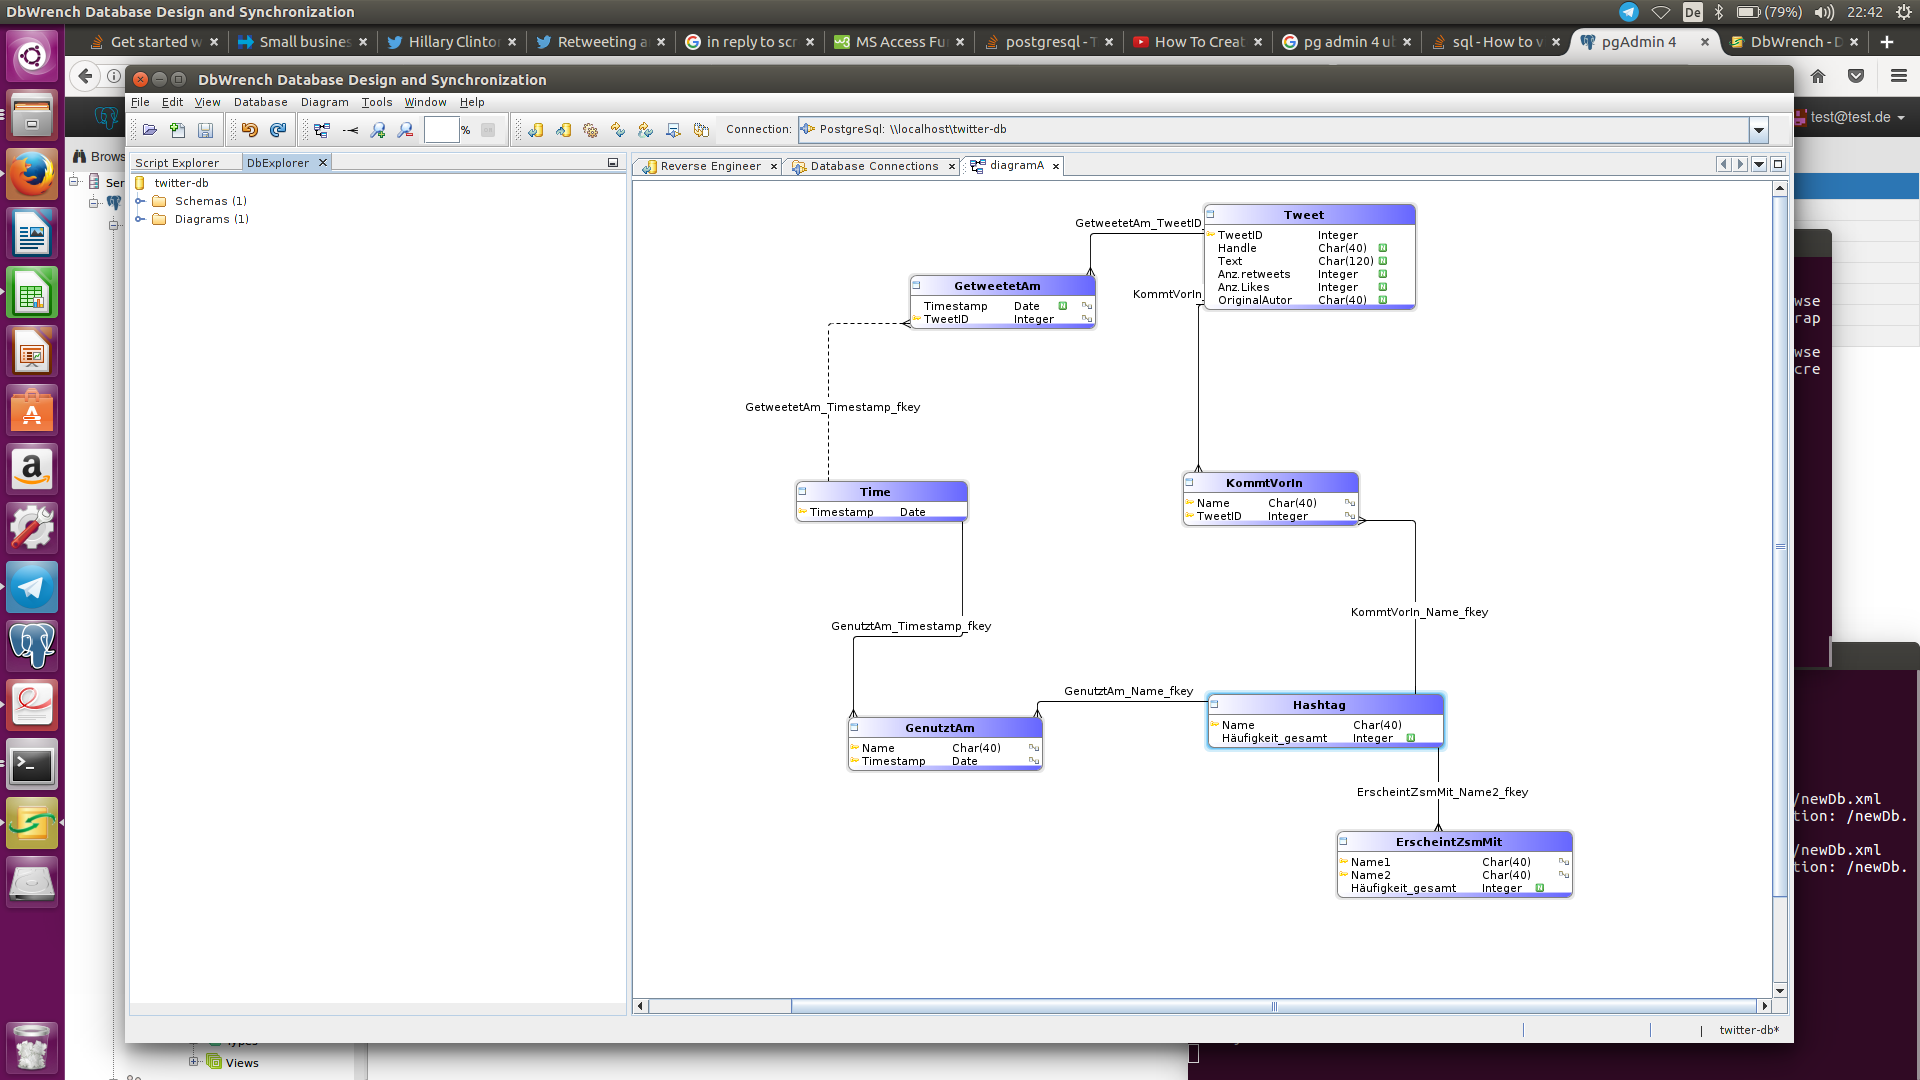 DbWrench Database Design and Synchronization
De
(79%)
22:42
Get started w
Small busines
Hillary Clinto
Retweeting a
in reply to scr
MS Access Fu
postgresql - T
How To Creat
pg admin 4 ub
sql - How to v
pgAdmin 4
DbWrench - D
DbWrench Database Design and Synchronization
File Edit View Database Diagram Tools Window Help
%
Connection:
PostgreSql: \\localhost\twitter-db
test@test.de
Brows
Ser
Script Explorer
DbExplorer
Reverse Engineer
Database Connections
diagramA
twitter-db
Schemas (1)
Diagrams (1)
GetweetetAm_TweetID
Tweet
TweetID Integer
Handle Char(40) N
Text Char(120) N
Anz.retweets Integer N
Anz.Likes Integer N
OriginalAutor Char(40) N
GetweetetAm
Timestamp Date N
TweetID Integer
KommtVorIn_
GetweetetAm_Timestamp_fkey
Time
Timestamp Date
KommtVorIn
Name Char(40)
TweetID Integer
KommtVorIn_Name_fkey
GenutztAm_Timestamp_fkey
GenutztAm_Name_fkey
Hashtag
Name Char(40)
Häufigkeit_gesamt Integer N
GenutztAm
Name Char(40)
Timestamp Date
ErscheintZsmMit_Name2_fkey
ErscheintZsmMit
Name1 Char(40)
Name2 Char(40)
Häufigkeit_gesamt Integer N
wse
rap
wse
cre
/newDb.xml
tion: /newDb.
/newDb.xml
tion: /newDb.
twitter-db*
Types
Views